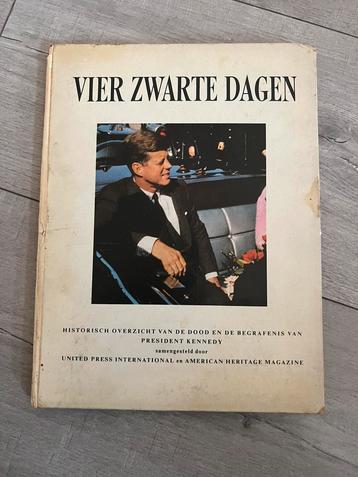 VIER ZWARTE DAGEN
HISTORISCH OVERZICHT VAN DE DOOD EN DE BEGRAFENIS VAN
PRESIDENT KENNEDY
samengesteld door
UNITED PRESS INTERNATIONAL en AMERICAN HERITAGE MAGAZINE